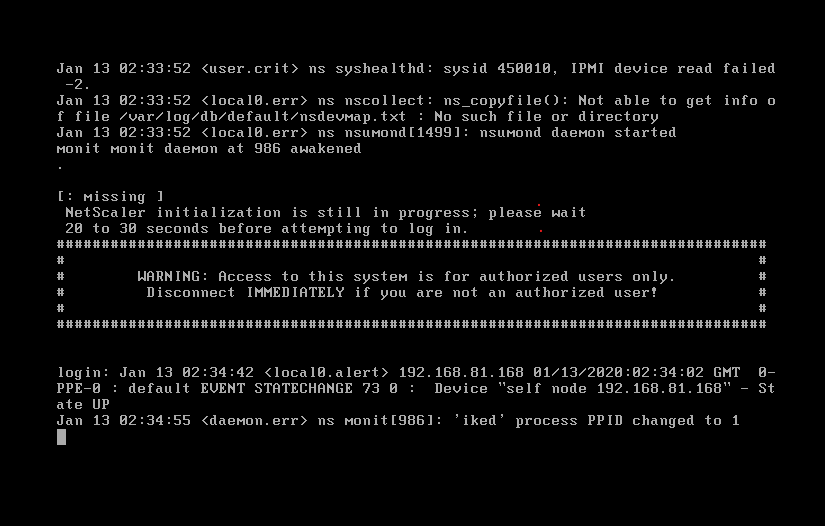 Jan 13 02:33:52 <user.crit> ns syshealthd: sysid 450010, IPMI device read failed
 -2.
Jan 13 02:33:52 <local0.err> ns nscollect: ns_copyfile(): Not able to get info o
f file /var/log/db/default/nsdevmap.txt : No such file or directory
Jan 13 02:33:52 <local0.err> ns nsumond[1499]: nsumond daemon started
monit monit daemon at 986 awakened
.
[: missing ]
 NetScaler initialization is still in progress; please wait
 20 to 30 seconds before attempting to log in.
###############################################################################
#                                                                             #
#        WARNING: Access to this system is for authorized users only.         #
#         Disconnect IMMEDIATELY if you are not an authorized user!           #
#                                                                             #
###############################################################################
login: Jan 13 02:34:42 <local0.alert> 192.168.81.168 01/13/2020:02:34:02 GMT  0-
PPE-0 : default EVENT STATECHANGE 73 0 :  Device "self node 192.168.81.168" - St
ate UP
Jan 13 02:34:55 <daemon.err> ns monit[986]: 'iked' process PPID changed to 1